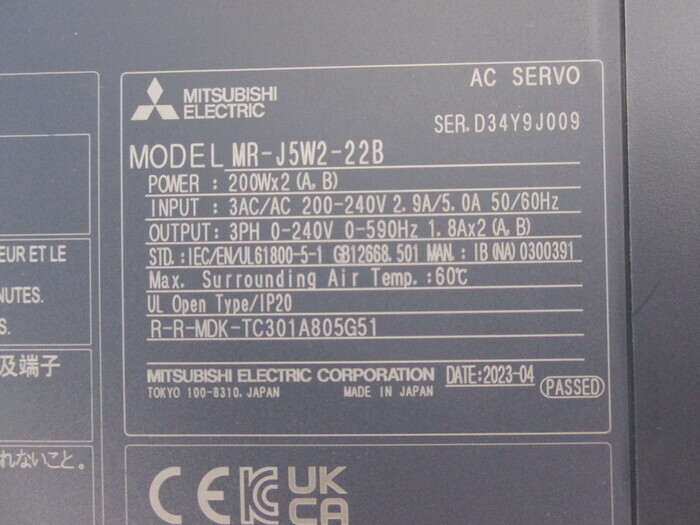 MITSUBISHI
ELECTRIC
AC SERVO
SER. D34Y9J009
MODEL MR-J5W2-22B
POWER : 200Wx2 (A, B)
INPUT : 3AC/AC 200-240V 2.9A/5.0A 50/60Hz
OUTPUT: 3PH 0-240V 0-590Hz 1.8Ax2 (A, B)
STD. : IEC/EN/UL61800-5-1 GB12668.501 MAN. : IB (NA) 0300391
Max. Surrounding Air Temp. :60℃
UL Open Type/IP20
R-R-MDK-TC301A805G51
MITSUBISHI ELECTRIC CORPORATION DATE:2023-04
TOKYO 100-8310, JAPAN MADE IN JAPAN PASSED
EUR ET LE
NUTES.
S.
及端子
れないこと。
CE
KC
UK
CA